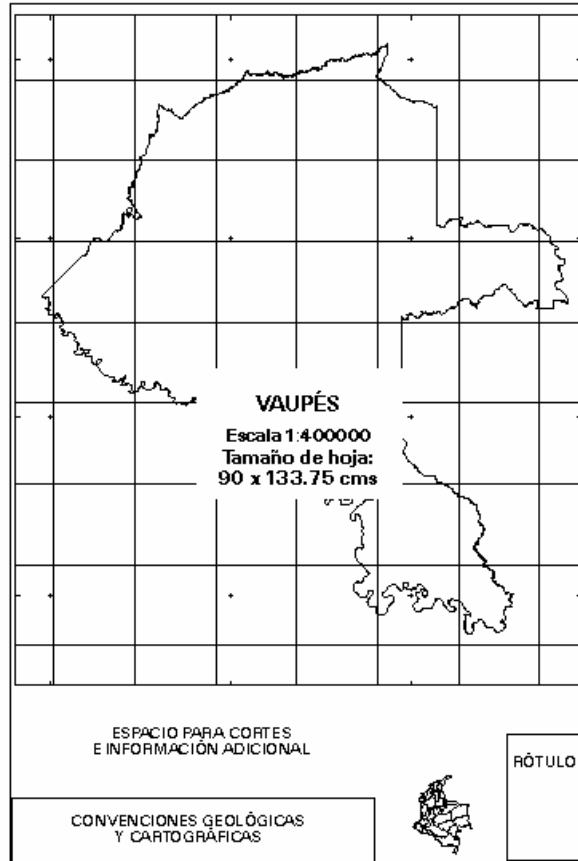 VAUPÉS
Escala 1:400000
Tamaño de hoja:
90 x 133.75 cms
ESPACIO PARA CORTES
E INFORMACIÓN ADICIONAL
RÓTULO
CONVENCIONES GEOLÓGICAS
Y CARTOGRÁFICAS